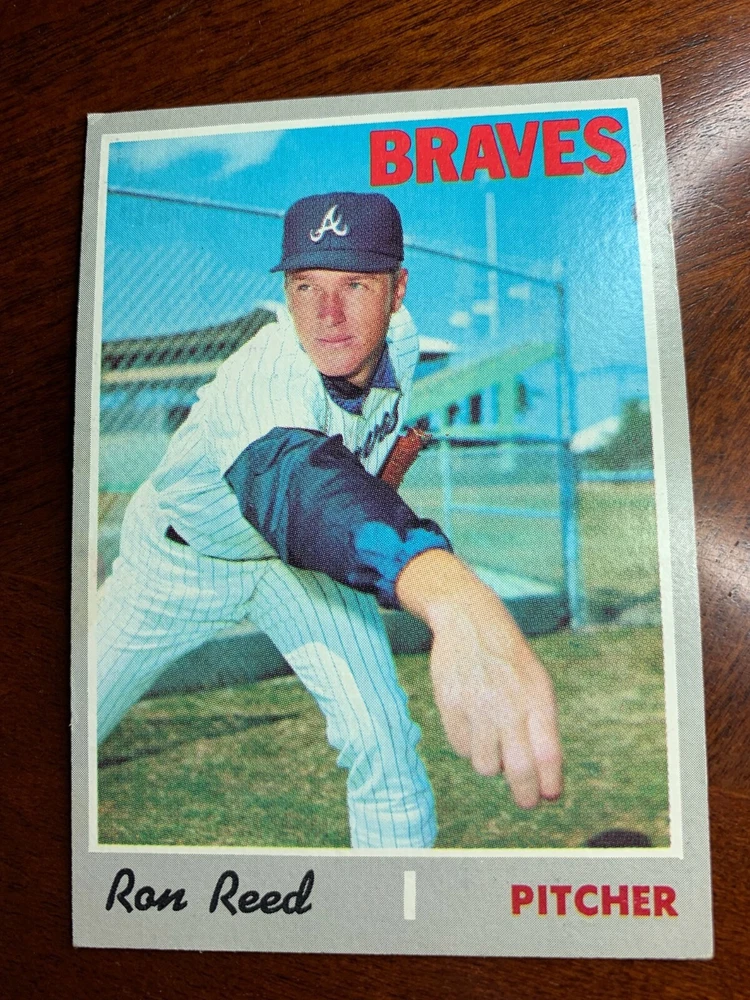 BRAVES
A
Ron Reed
PITCHER